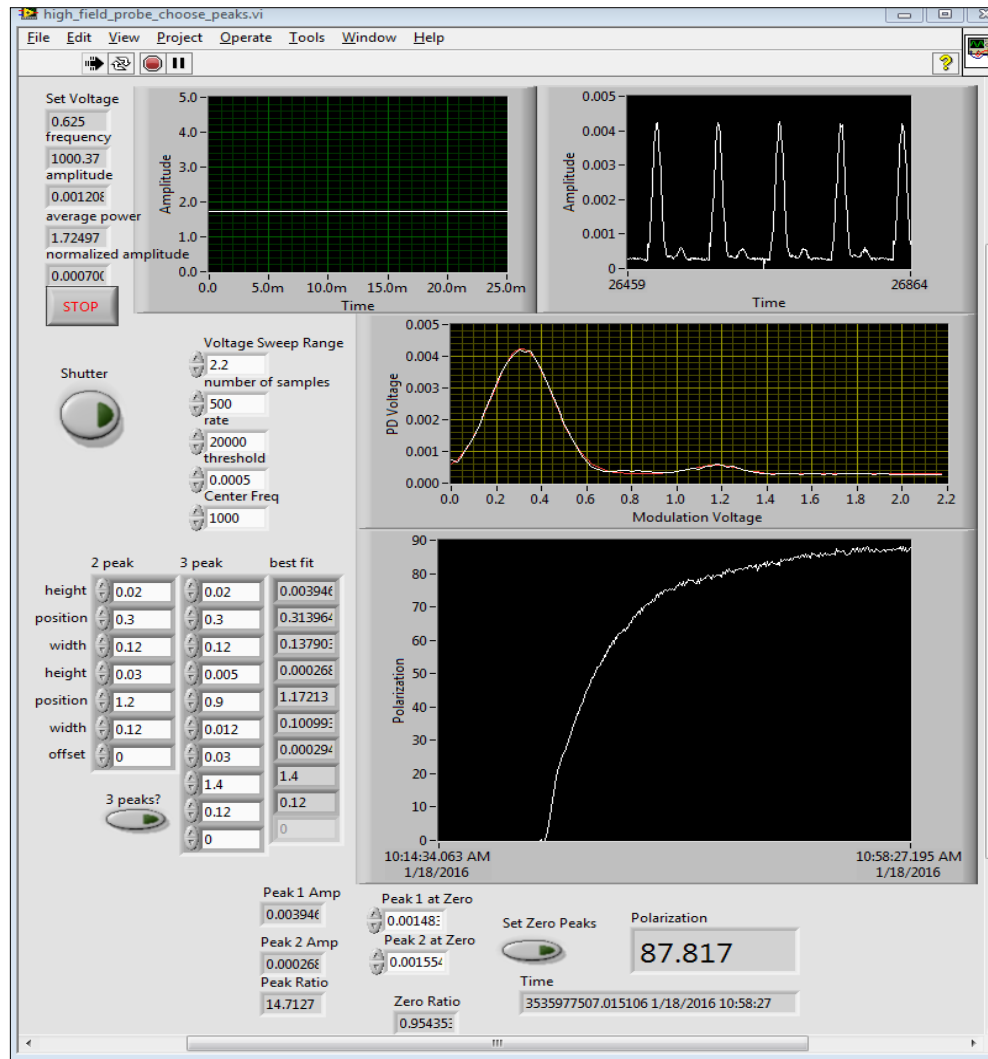 high_field_probe_choose_peaks.vi
File Edit View Project Operate Tools Window Help
Set Voltage
0.625
frequency
1000.37
amplitude
0.001208
average power
1.72497
normalized amplitude
0.000700
STOP
5.0
4.0
3.0
2.0
1.0
0.0
Amplitude
0.0 5.0m 10.0m 15.0m 20.0m 25.0m
Time
0.005
0.004
0.003
0.002
0.001
0
Amplitude
26459 26864
Time
Shutter
Voltage Sweep Range
2.2
number of samples
500
rate
20000
threshold
0.0005
Center Freq
1000
0.005
0.004
0.003
0.002
0.001
0.000
PD Voltage
0.0 0.2 0.4 0.6 0.8 1.0 1.2 1.4 1.6 1.8 2.0 2.2
Modulation Voltage
2 peak 3 peak best fit
height 0.02 0.02 0.003946
position 0.3 0.3 0.313964
width 0.12 0.12 0.137903
height 0.03 0.005 0.000268
position 1.2 0.9 1.17213
width 0.12 0.012 0.100993
offset 0 0.03 0.000294
1.4 1.4
0.12 0.12
0 0
3 peaks?
90
80
70
60
50
40
30
20
10
0
Polarization
10:14:34.063 AM 10:58:27.195 AM
1/18/2016 1/18/2016
Peak 1 Amp
0.003946
Peak 2 Amp
0.000268
Peak Ratio
14.7127
Peak 1 at Zero
0.001483
Peak 2 at Zero
0.001554
Zero Ratio
0.954353
Set Zero Peaks
Polarization
87.817
Time
3535977507.015106 1/18/2016 10:58:27